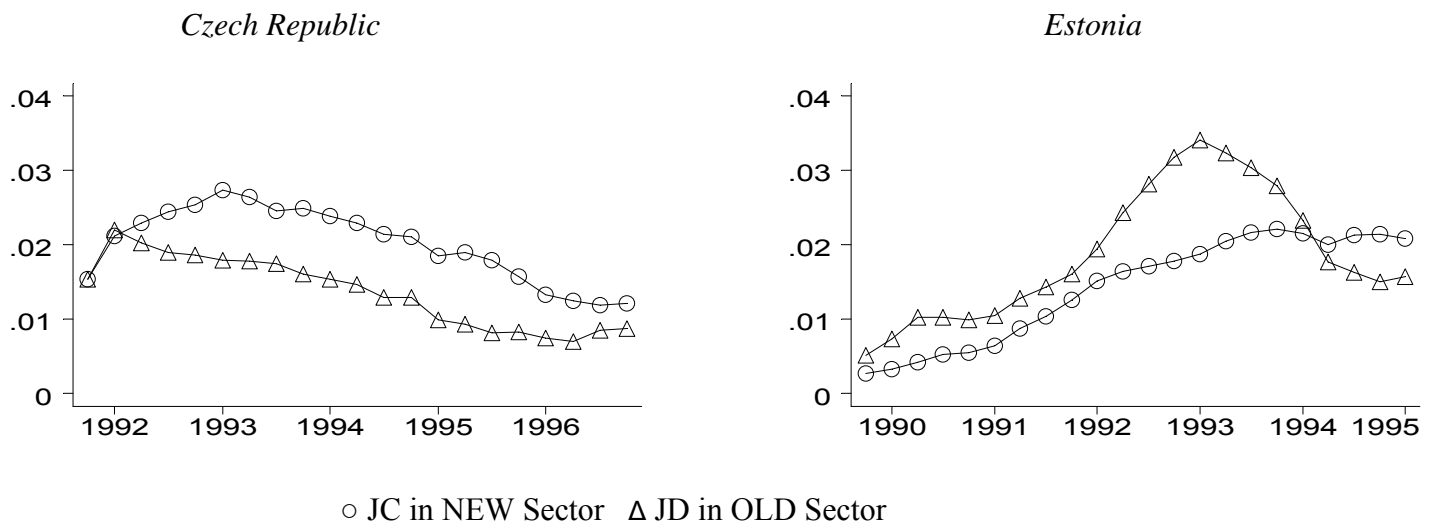 Czech Republic
Estonia
.04
.03
.02
.01
0
1992 1993 1994 1995 1996
.04
.03
.02
.01
0
1990 1991 1992 1993 1994 1995
○ JC in NEW Sector Δ JD in OLD Sector